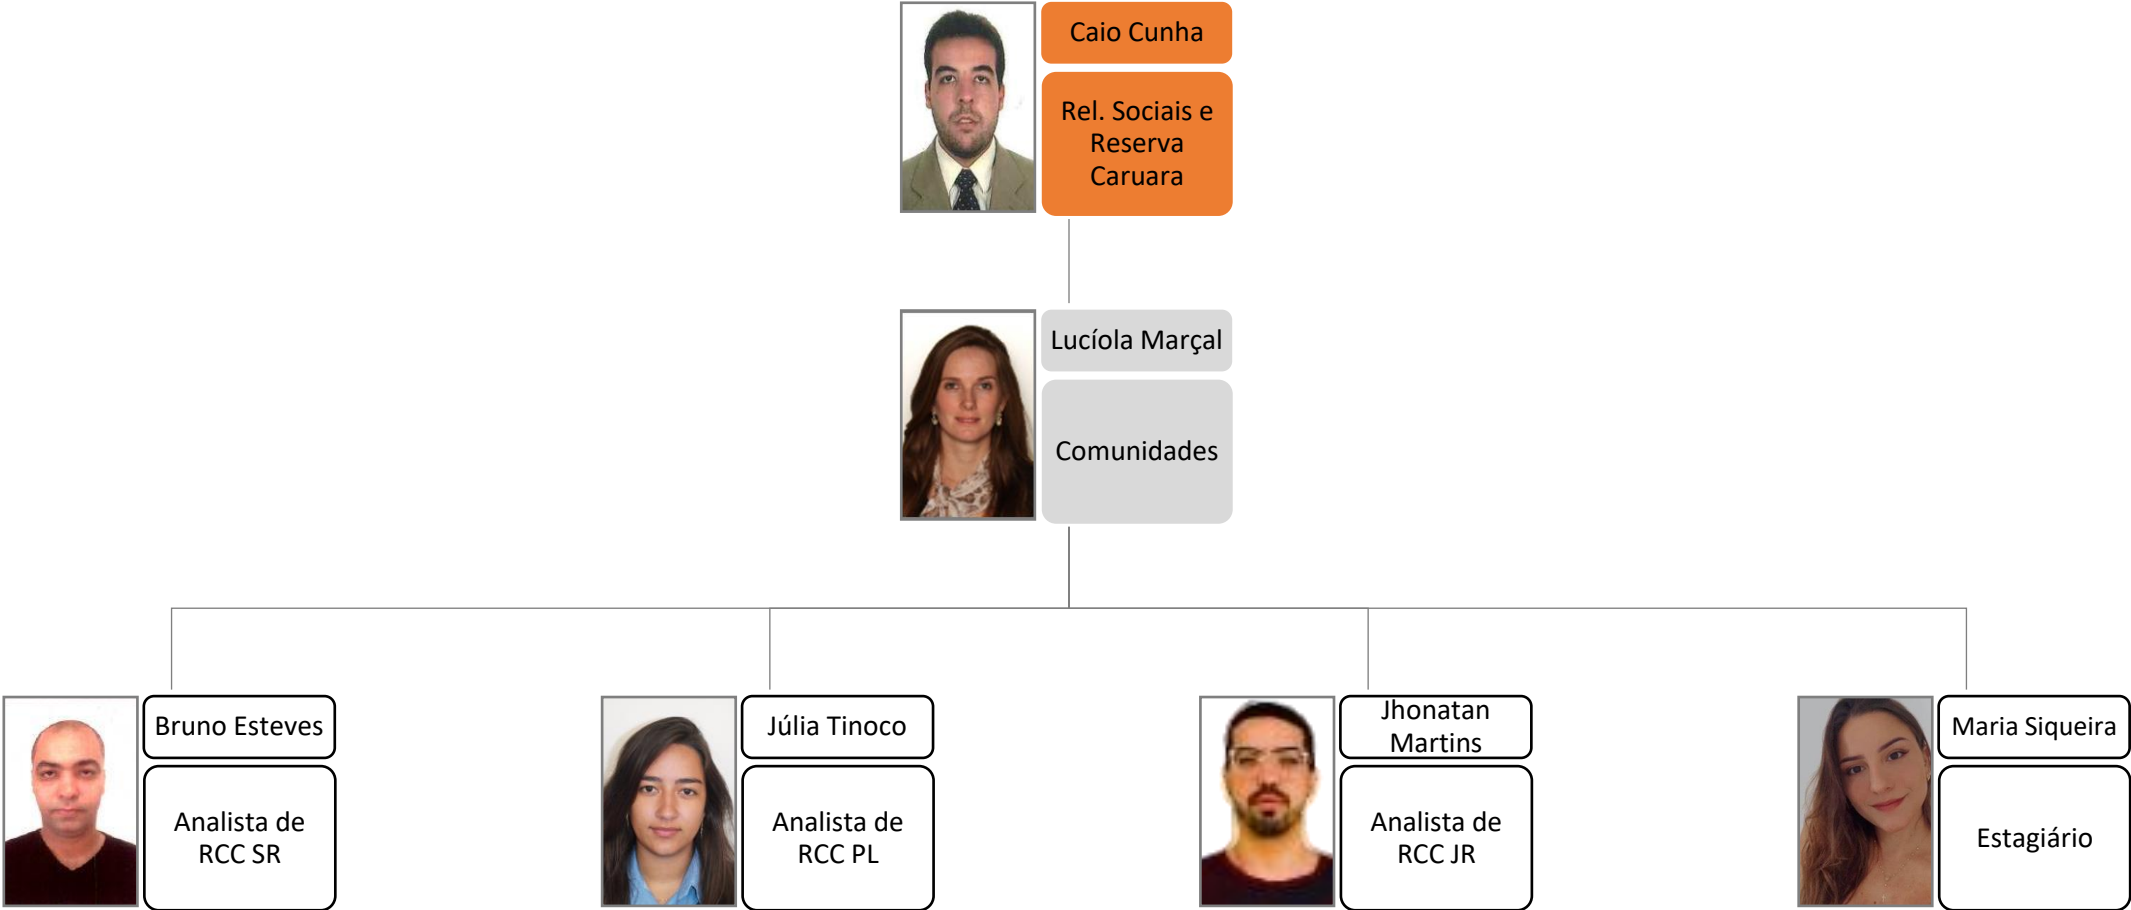 Caio Cunha
Rel. Sociais e
Reserva
Caruara
Lucíola Marçal
Comunidades
Bruno Esteves
Analista de
RCC SR
Júlia Tinoco
Analista de
RCC PL
Jhonatan
Martins
Analista de
RCC JR
Maria Siqueira
Estagiário